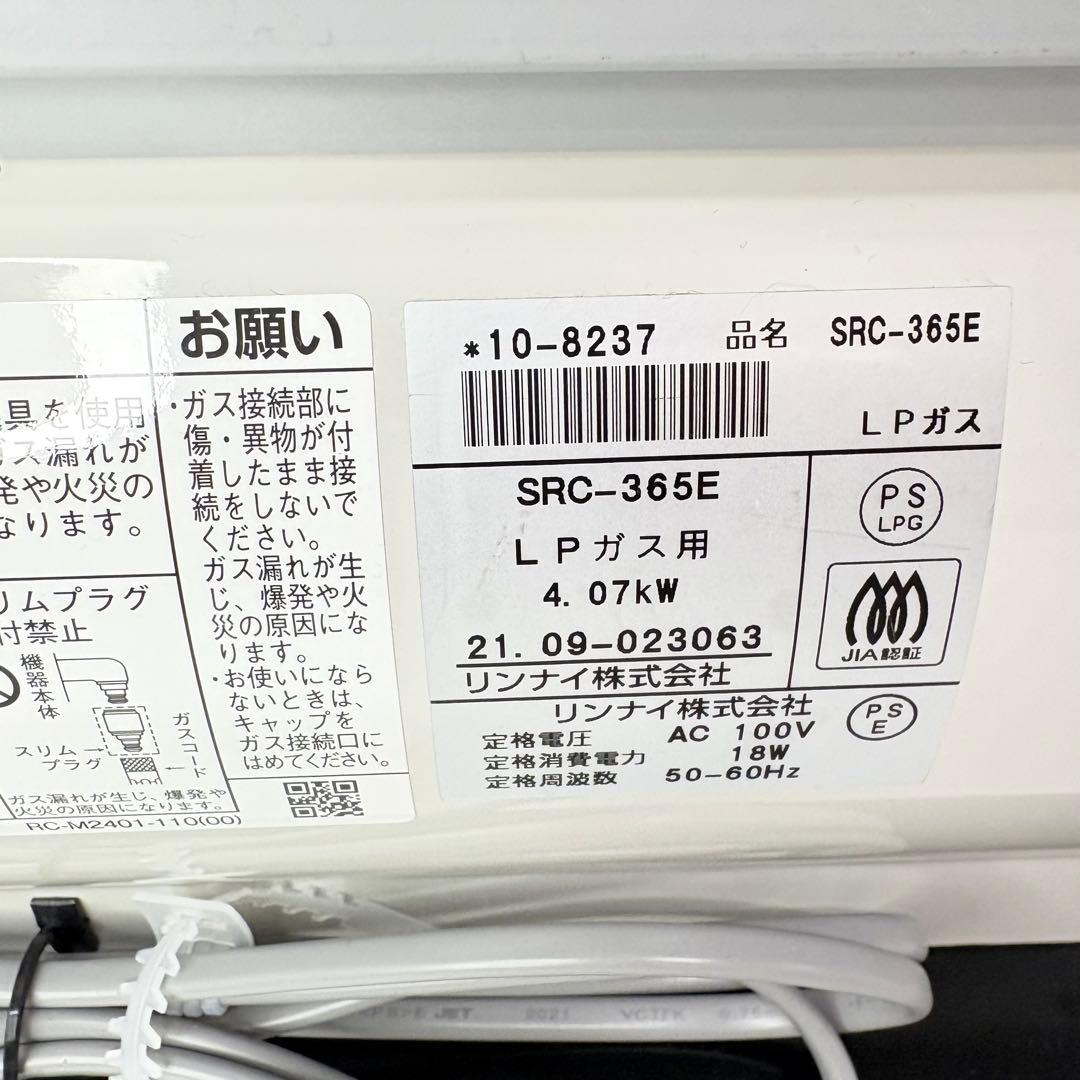 お願い
具を使用
ガス漏れが
発や火災の
なります。
リムプラグ
付禁止
機器本体
ガスコード
スリム
プラグ
ガス漏れが生じ、爆発や
火災の原因になります。
RC-M2401-110(00)
・ガス接続部に
傷・異物が付
着したまま接
続をしないで
ください。
ガス漏れが生
じ、爆発や火
災の原因にな
ります。
・お使いになら
ないときは、
キャップを
ガス接続口に
はめてください。
*10-8237 品名 SRC-365E
LPガス
SRC-365E
LPガス用
4.07kW
21.09-023063
リンナイ株式会社
PS
LPG
JIA認証
リンナイ株式会社
定格電圧 AC 100V
定格消費電力 18W
定格周波数 50-60Hz
PS
E
JET 2021 VCTFK